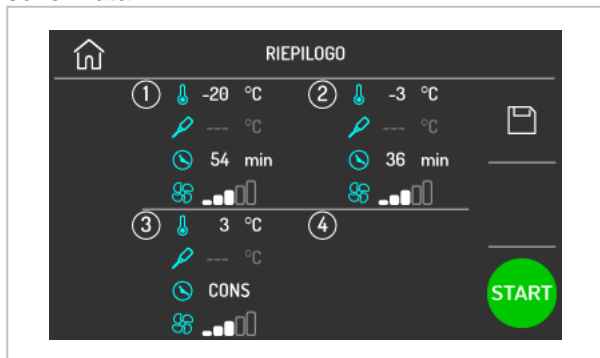 RIEPILOGO
1 -20 °C
--- °C
54 min
2 -3 °C
--- °C
36 min
3 3 °C
--- °C
CONS
4
START